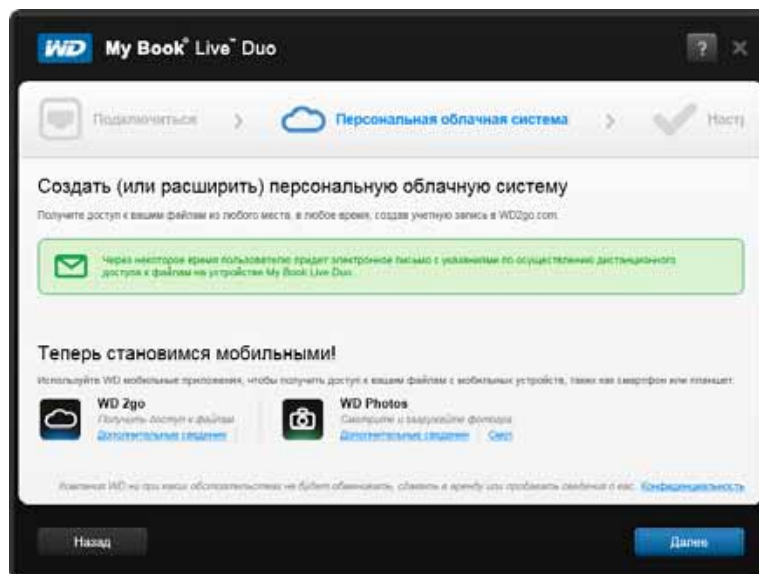 WD My Book® Live™ Duo ?
Подключиться
Персональная облачная система
Настр
Создать (или расширить) персональную облачную систему
Получите доступ к вашим файлам из любого места, в любое время, создав учетную запись в WD2go.com.
Через некоторое время пользователю придет электронное письмо с указаниями по осуществлению дистанционного
доступа к файлам на устройстве My Book Live Duo.
Теперь становимся мобильными!
Используйте WD мобильные приложения, чтобы получить доступ к вашим файлам с мобильных устройств, таких как смартфон или планшет.
WD 2go
Получить доступ к файлам
Дополнительные сведения
WD Photos
Смотрите и загружайте
Дополнительные сведения
Компания WD ни при каких обстоятельствах не будет обменивать, сдавать в аренду или продавать сведения о вас. Конфиденциальность
Назад
Далее